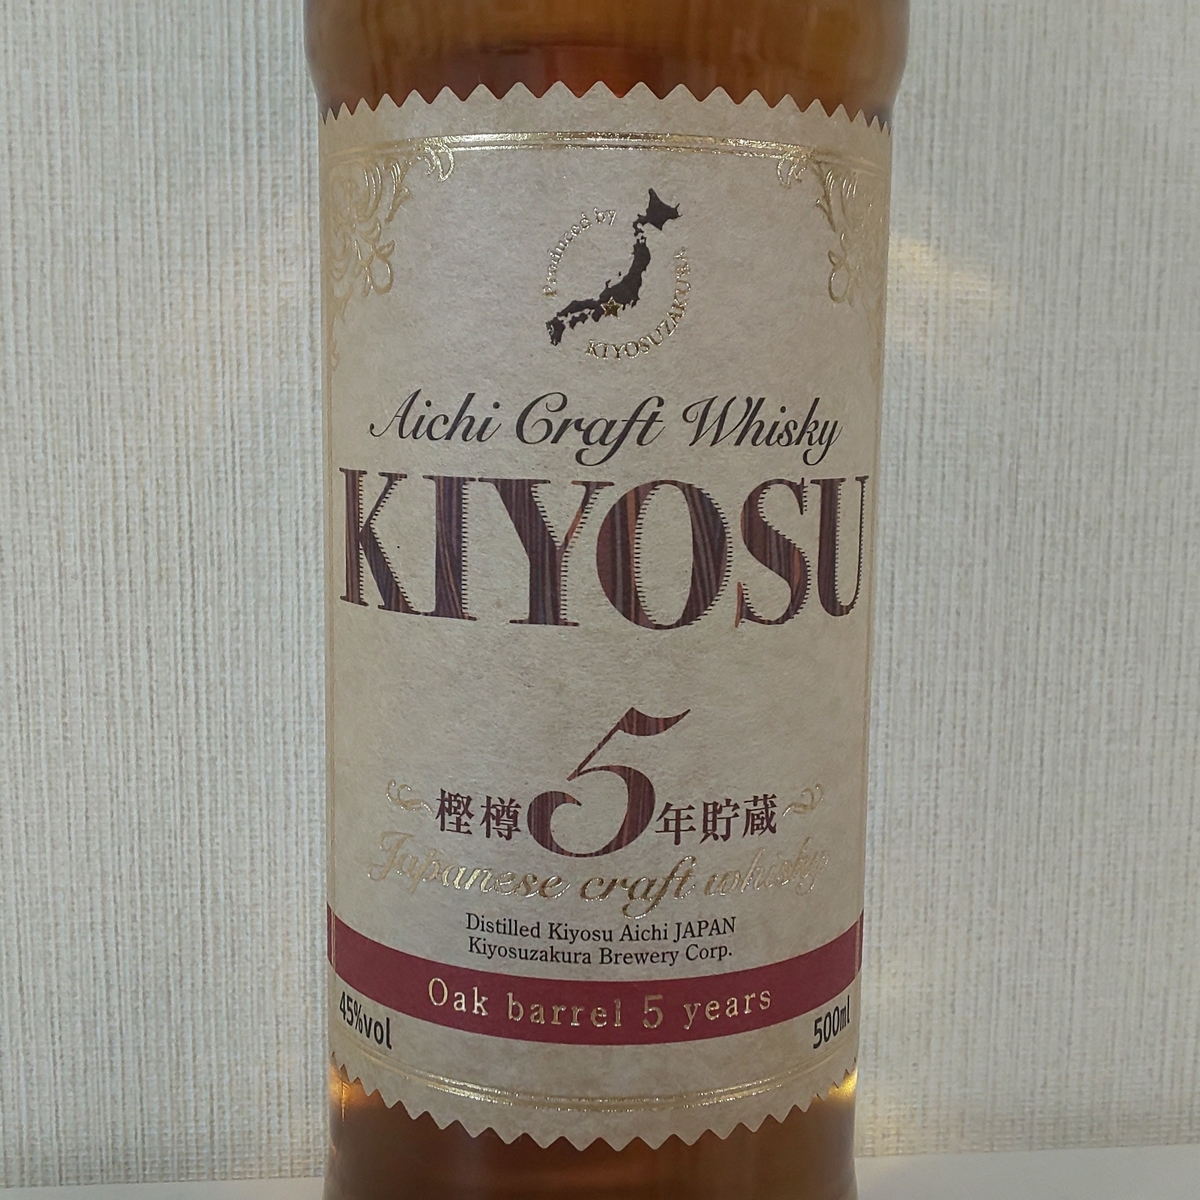 Produced by
KIYOSUZAKURA
Aichi Craft Whisky
KIYOSU
樫樽5年貯蔵
Japanese craft whisky
Distilled Kiyosu Aichi JAPAN
Kiyosuzakura Brewery Corp.
Oak barrel 5 years
45%vol
500ml